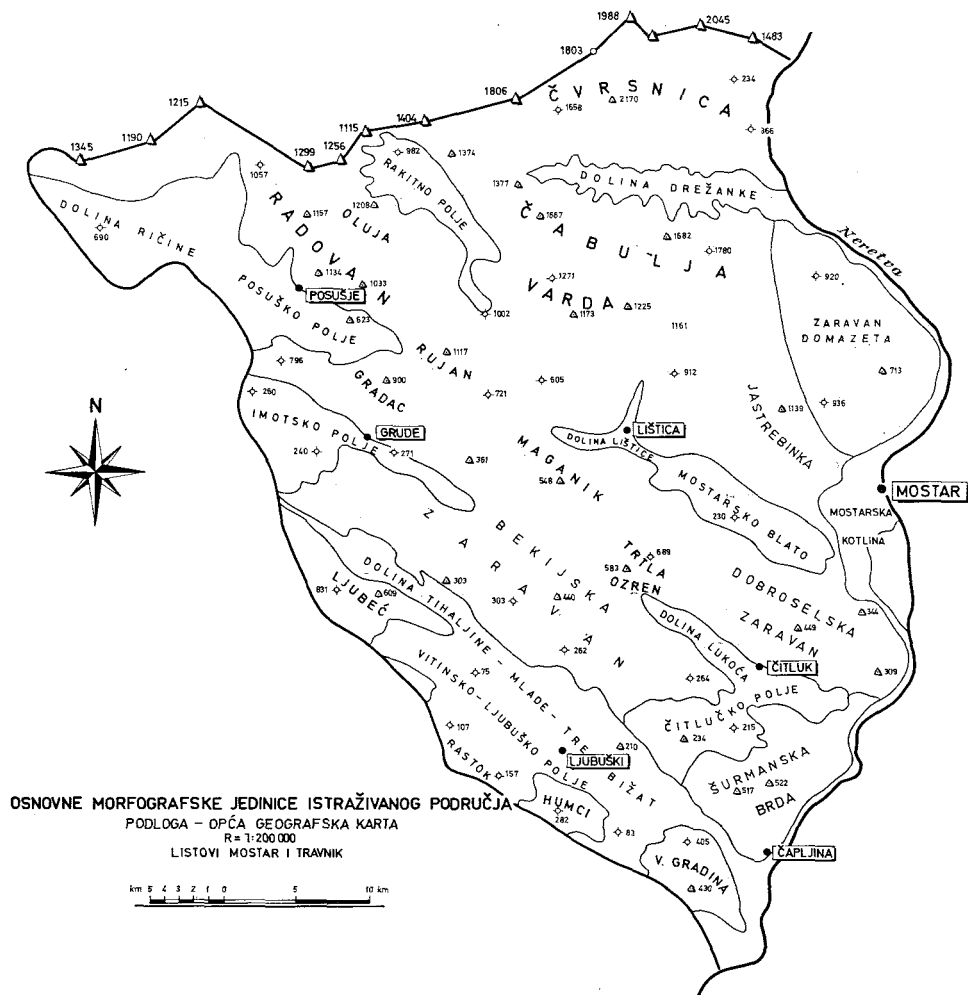 1988
2045
1483
1803
234
ČVRSNICA
1806
2170
1658
1215
1404
1115
366
1190
1256
1345
1299
982
1374
1057
RAKITNO POLJE
DOLINA DREŽANKE
1377
RADOVAN
OLUJA
1208
1157
ČABULJA
1667
DOLINA RIČINE
690
1682
1780
Neretva
1134
1033
1271
920
POSUŠJE
VARDA
POSUŠKO POLJE
623
1002
1173
1225
1161
ZARAVAN
DOMAZETA
RUJAN
1117
796
713
GRADAC
900
605
912
260
721
JASTREBINKA
1139
936
N
IMOTSKO POLJE
GRUDE
LIŠTICA
DOLINA LIŠTICE
240
271
361
MAGANIK
548
MOSTARSKO BLATO
230
MOSTAR
MOSTARSKA
KOTLINA
BEKIJSKA
ZARAVAN
TRTLA
689
583
OZREN
DOBROSELSKA
ZARAVAN
DOLINA TIHALJINE - MLADE - TREBIŽAT
LJUBEĆ
831
609
303
303
440
344
449
DOLINA LUKOĆA
262
ČITLUK
VITINSKO-LJUBUŠKO POLJE
75
264
309
ČITLUČKO POLJE
107
234
215
210
LJUBUŠKI
RASTOK
157
ŠURMANSKA
BRDA
517
522
HUMCI
282
83
405
ČAPLJINA
V. GRADINA
430
OSNOVNE MORFOGRAFSKE JEDINICE ISTRAŽIVANOG PODRUČJA
PODLOGA - OPĆA GEOGRAFSKA KARTA
R = 1:200 000
LISTOVI MOSTAR I TRAVNIK
km 5 4 3 2 1 0 5 10 km